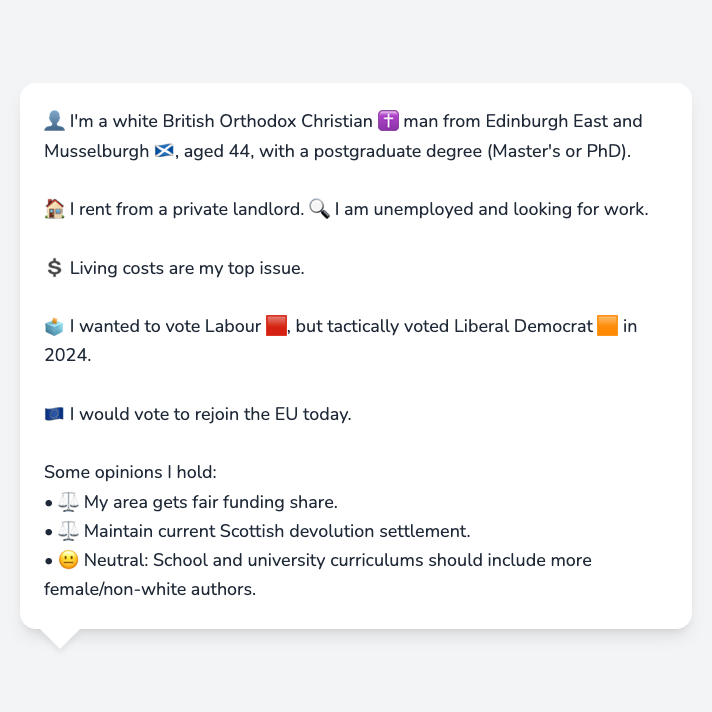 👤 I'm a white British Orthodox Christian ✝️ man from Edinburgh East and
Musselburgh 🏴󠁧󠁢󠁳󠁣󠁴󠁿, aged 44, with a postgraduate degree (Master's or PhD).
🏠 I rent from a private landlord. 🔍 I am unemployed and looking for work.
💲 Living costs are my top issue.
🗳️ I wanted to vote Labour 🟥, but tactically voted Liberal Democrat 🟧 in
2024.
🇪🇺 I would vote to rejoin the EU today.
Some opinions I hold:
• ⚖️ My area gets fair funding share.
• ⚖️ Maintain current Scottish devolution settlement.
• 😐 Neutral: School and university curriculums should include more
female/non-white authors.